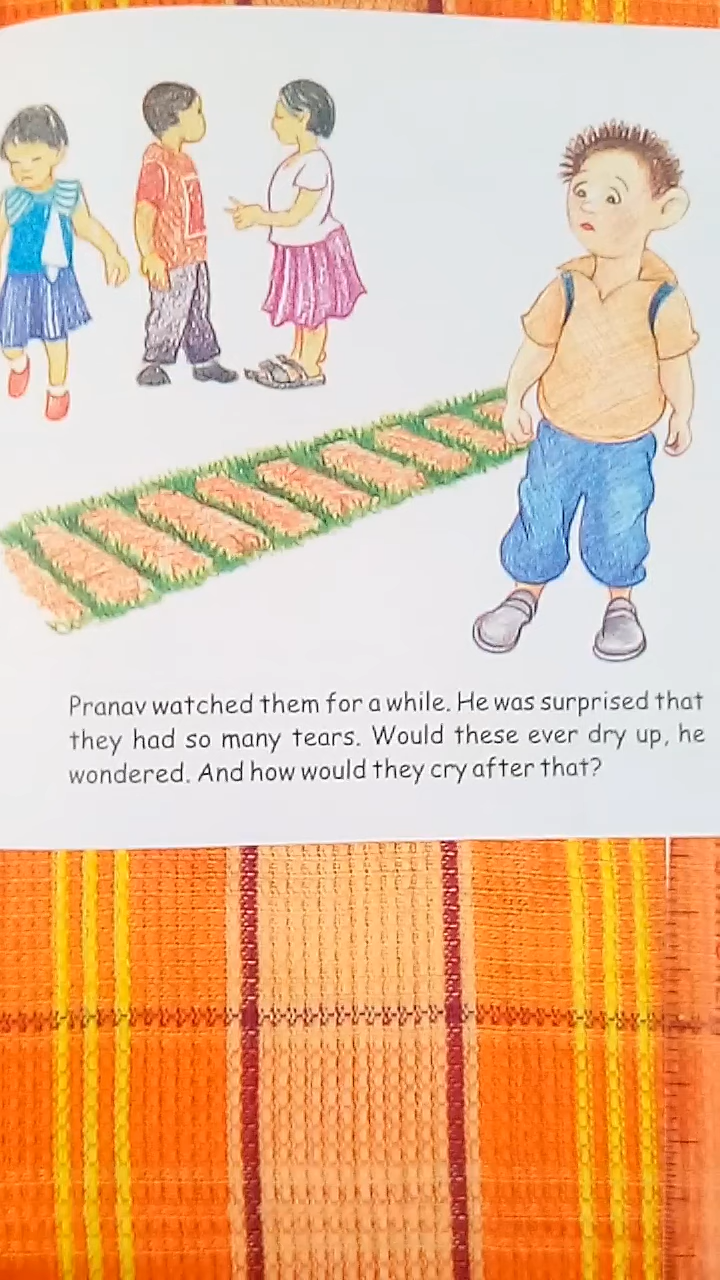 Pranav watched them for a while. He was surprised that
they had so many tears. Would these ever dry up, he
wondered. And how would they cry after that?